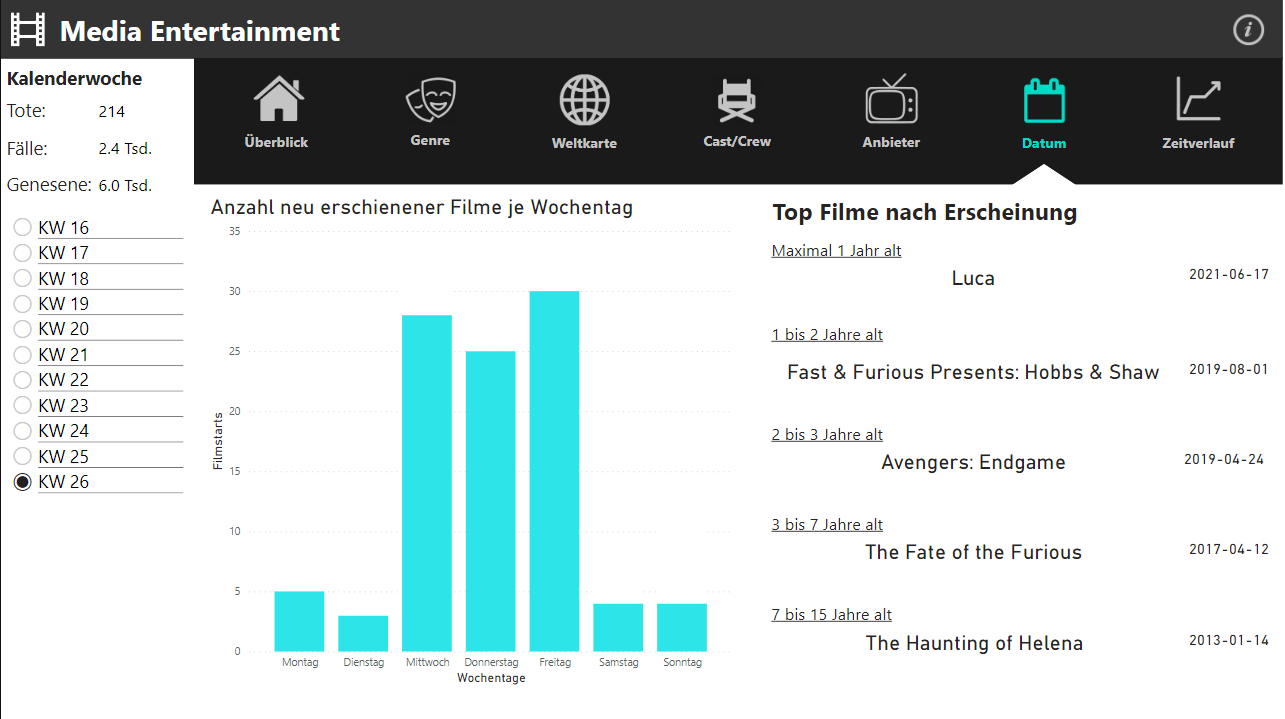 Media Entertainment
Kalenderwoche
Tote: 214
Fälle: 2.4 Tsd.
Genesene: 6.0 Tsd.
KW 16
KW 17
KW 18
KW 19
KW 20
KW 21
KW 22
KW 23
KW 24
KW 25
KW 26
Überblick
Genre
Weltkarte
Cast/Crew
Anbieter
Datum
Zeitverlauf
Anzahl neu erschienener Filme je Wochentag
35
30
25
20
15
10
5
0
Filmstarts
Montag Dienstag Mittwoch Donnerstag Freitag Samstag Sonntag
Wochentage
Top Filme nach Erscheinung
Maximal 1 Jahr alt
Luca 2021-06-17
1 bis 2 Jahre alt
Fast & Furious Presents: Hobbs & Shaw 2019-08-01
2 bis 3 Jahre alt
Avengers: Endgame 2019-04-24
3 bis 7 Jahre alt
The Fate of the Furious 2017-04-12
7 bis 15 Jahre alt
The Haunting of Helena 2013-01-14